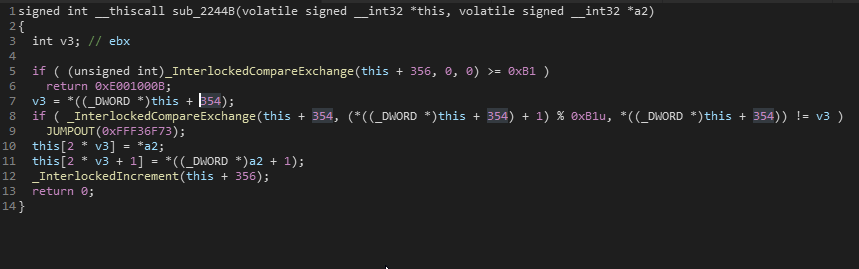 1 signed int __thiscall sub_2244B(volatile signed __int32 *this, volatile signed __int32 *a2)
2 {
3 int v3; // ebx
4
5 if ( (unsigned int)_InterlockedCompareExchange(this + 356, 0, 0) >= 0xB1 )
6 return 0xE001000B;
7 v3 = *((_DWORD *)this + 354);
8 if ( _InterlockedCompareExchange(this + 354, (*((_DWORD *)this + 354) + 1) % 0xB1u, *((_DWORD *)this + 354)) != v3 )
9 JUMPOUT(0xFFF36F73);
10 this[2 * v3] = *a2;
11 this[2 * v3 + 1] = *((_DWORD *)a2 + 1);
12 _InterlockedIncrement(this + 356);
13 return 0;
14 }